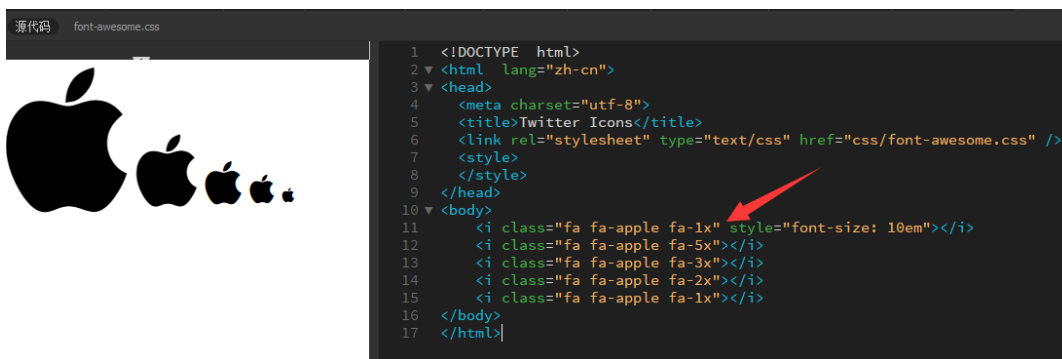 源代码 font-awesome.css
1 <!DOCTYPE html>
2 <html lang="zh-cn">
3 <head>
4 <meta charset="utf-8">
5 <title>Twitter Icons</title>
6 <link rel="stylesheet" type="text/css" href="css/font-awesome.css" />
7 <style>
8 </style>
9 </head>
10 <body>
11 <i class="fa fa-apple fa-1x" style="font-size: 10em"></i>
12 <i class="fa fa-apple fa-5x"></i>
13 <i class="fa fa-apple fa-3x"></i>
14 <i class="fa fa-apple fa-2x"></i>
15 <i class="fa fa-apple fa-1x"></i>
16 </body>
17 </html>